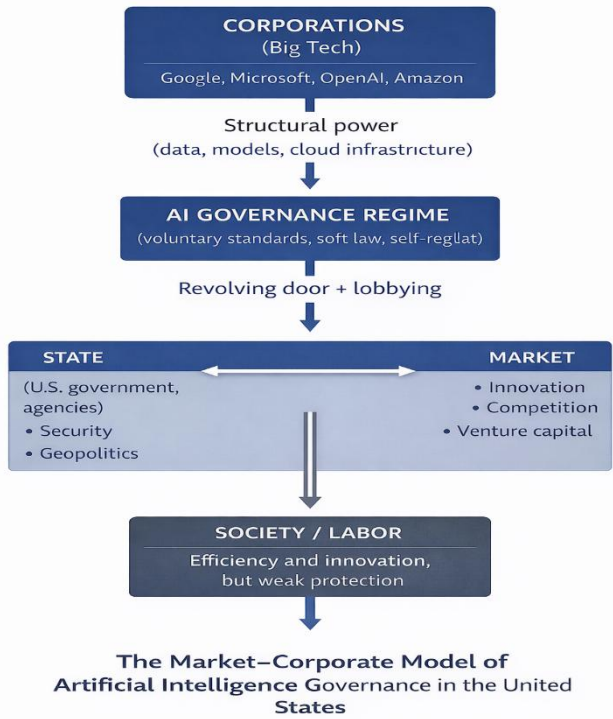 CORPORATIONS
(Big Tech)
Google, Microsoft, OpenAI, Amazon
Structural power
(data, models, cloud infrastricture)
AI GOVERNANCE REGIME
(voluntary standards, soft law, self-reglat)
Revolving door + lobbying
STATE
MARKET
(U.S. government,
agencies)
• Security
• Geopolitics
• Innovation
• Competition
• Venture capital
SOCIETY / LABOR
Efficiency and innovation,
but weak protection
The Market–Corporate Model of
Artificial Intelligence Governance in the United
States